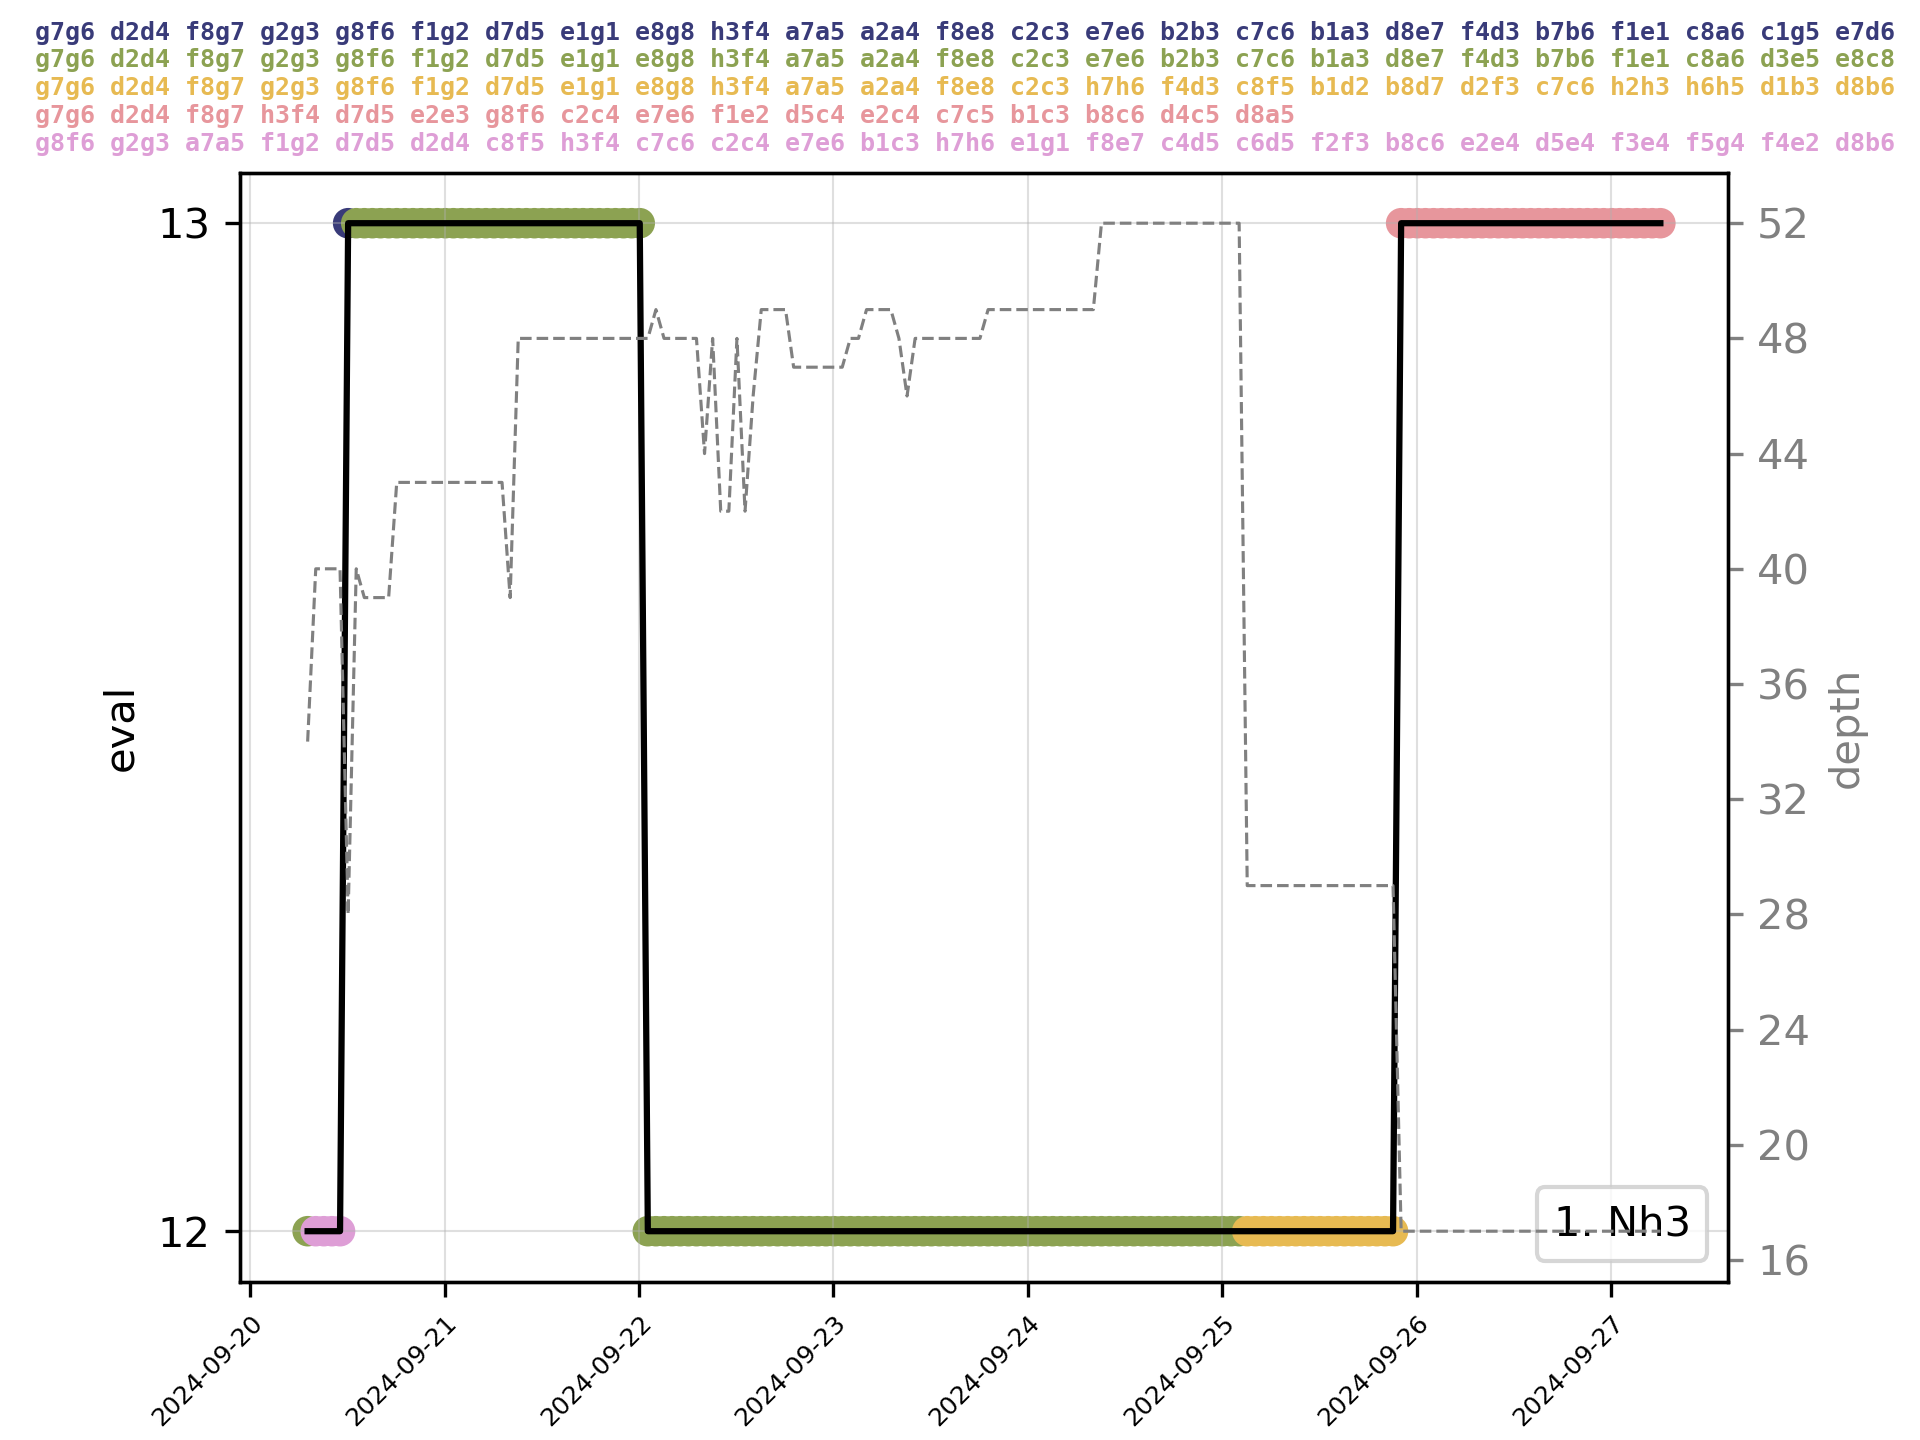 g7g6 d2d4 f8g7 g2g3 g8f6 f1g2 d7d5 e1g1 e8g8 h3f4 a7a5 a2a4 f8e8 c2c3 e7e6 b2b3 c7c6 b1a3 d8e7 f4d3 b7b6 f1e1 c8a6 c1g5 e7d6
g7g6 d2d4 f8g7 g2g3 g8f6 f1g2 d7d5 e1g1 e8g8 h3f4 a7a5 a2a4 f8e8 c2c3 e7e6 b2b3 c7c6 b1a3 d8e7 f4d3 b7b6 f1e1 c8a6 d3e5 e8c8
g7g6 d2d4 f8g7 g2g3 g8f6 f1g2 d7d5 e1g1 e8g8 h3f4 a7a5 a2a4 f8e8 c2c3 h7h6 f4d3 c8f5 b1d2 b8d7 d2f3 c7c6 h2h3 h6h5 d1b3 d8b6
g7g6 d2d4 f8g7 h3f4 d7d5 e2e3 g8f6 c2c4 e7e6 f1e2 d5c4 e2c4 c7c5 b1c3 b8c6 d4c5 d8a5
g8f6 g2g3 a7a5 f1g2 d7d5 d2d4 c8f5 h3f4 c7c6 c2c4 e7e6 b1c3 h7h6 e1g1 f8e7 c4d5 c6d5 f2f3 b8c6 e2e4 d5e4 f3e4 f5g4 f4e2 d8b6
13
12
eval
52
48
44
40
36
32
28
24
20
16
depth
1. Nh3
2024-09-20
2024-09-21
2024-09-22
2024-09-23
2024-09-24
2024-09-25
2024-09-26
2024-09-27